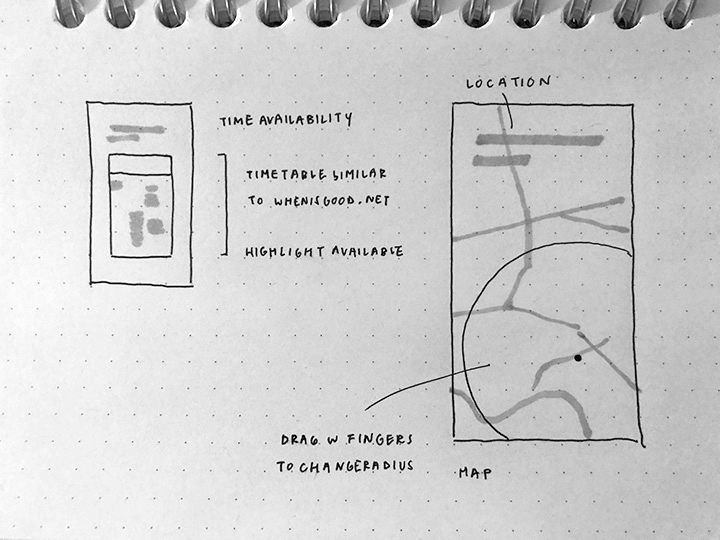 LOCATION
TIME AVAILABILITY
TIMETABLE SIMILAR
TO WHENISGOOD.NET
HIGHLIGHT AVAILABLE
DRAG W FINGERS
TO CHANGERADIUS
MAP